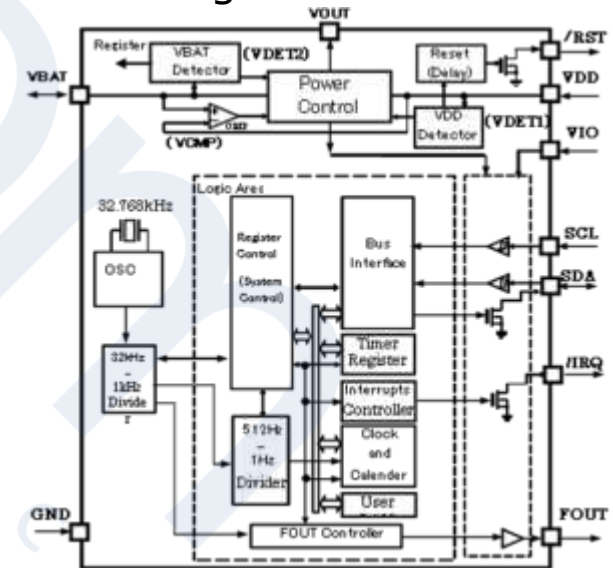 VOUT
/RST
Register
VBAT
Detector
(VDET2)
Reset
(Delay)
VBAT
Power
Control
VDD
VDD
Detector
(VDET1)
(VCMP)
VIO
Logic Area
32.768kHz
OSC
Register
Control
(System
Control)
Bus
Interface
SCL
SDA
Timer
Register
32kHz
-
1kHz
Divide
r
Interrupts
Controller
/IRQ
512Hz
-
1Hz
Divider
Clock
and
Calender
User
GND
FOUT Controller
FOUT